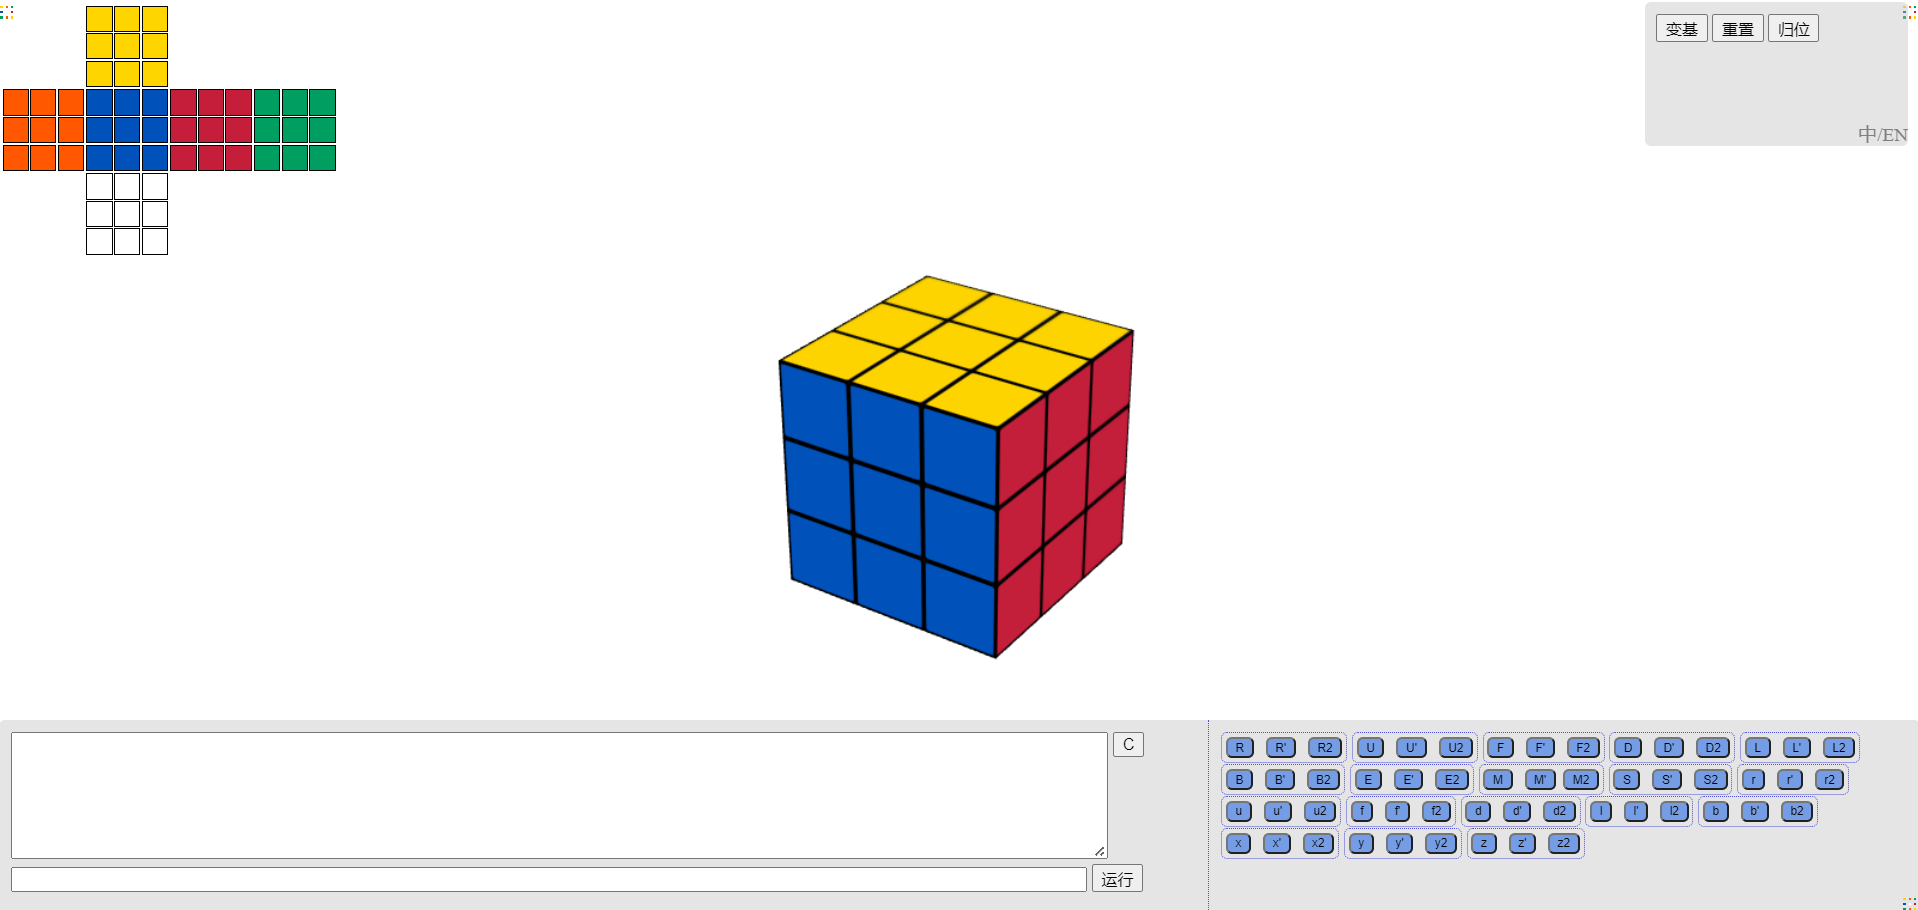 变基 重置 归位
中/EN
C
运行
R R' R2 U U' U2 F F' F2 D D' D2 L L' L2
B B' B2 E E' E2 M M' M2 S S' S2 r r' r2
u u' u2 f f' f2 d d' d2 l l' l2 b b' b2
x x' x2 y y' y2 z z' z2